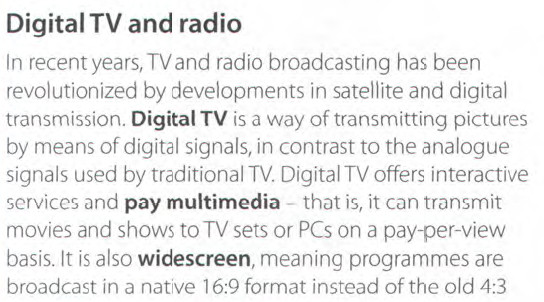 Digital TV and radio
In recent years, TV and radio broadcasting has been
revolutionized by developments in satellite and digital
transmission. Digital TV is a way of transmitting pictures
by means of digital signals, in contrast to the analogue
signals used by traditional TV. Digital TV offers interactive
services and pay multimedia – that is, it can transmit
movies and shows to TV sets or PCs on a pay-per-view
basis. It is also widescreen, meaning programmes are
broadcast in a native 16:9 format instead of the old 4:3